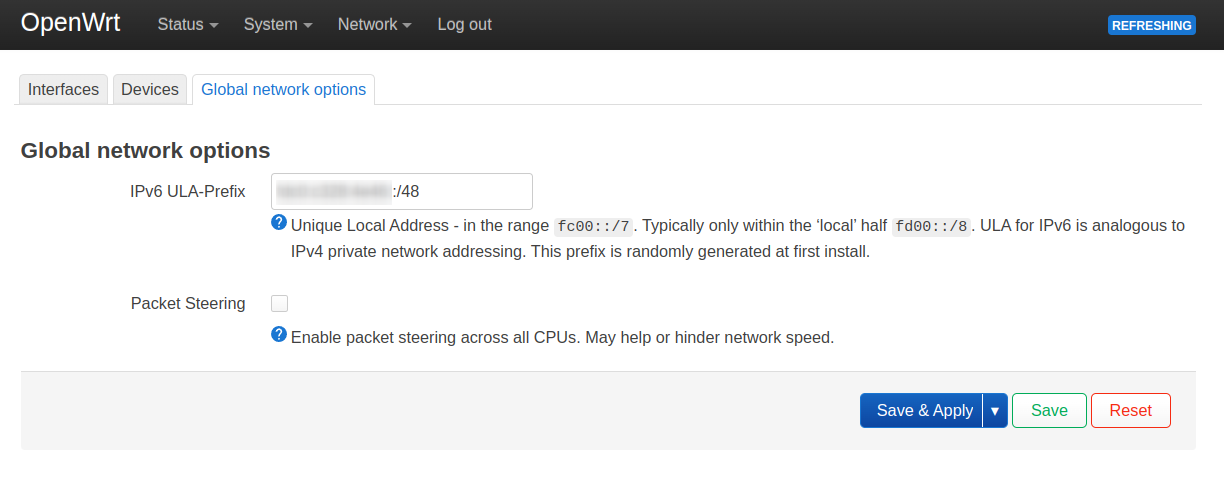 OpenWrt Status System Network Log out REFRESHING
Interfaces Devices Global network options
Global network options
IPv6 ULA-Prefix :/48
? Unique Local Address - in the range fc00::/7. Typically only within the ‘local’ half fd00::/8. ULA for IPv6 is analogous to
IPv4 private network addressing. This prefix is randomly generated at first install.
Packet Steering
? Enable packet steering across all CPUs. May help or hinder network speed.
Save & Apply ▼ Save Reset